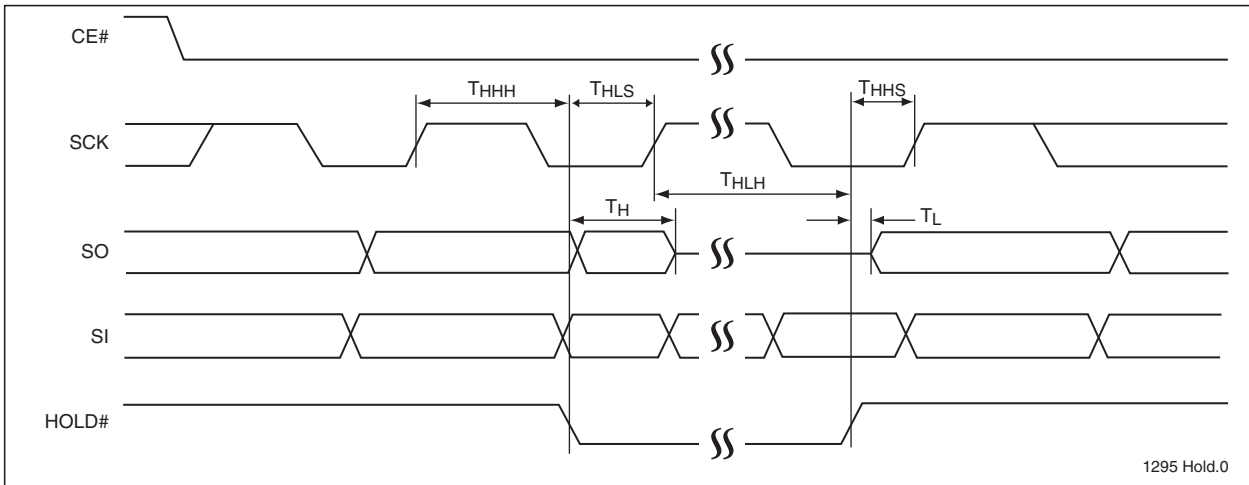 CE#
THHH
THLS
THHS
SCK
THLH
TH
TL
SO
SI
HOLD#
1295 Hold.0